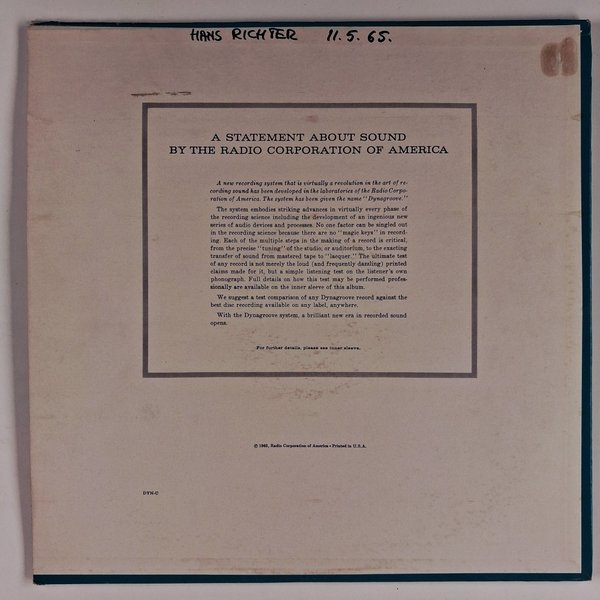 HANS RICHTER 11.5.65.
A STATEMENT ABOUT SOUND
BY THE RADIO CORPORATION OF AMERICA
A new recording system that is virtually a revolution in the art of re-
cording sound has been developed in the laboratories of the Radio Corpo-
ration of America. The system has been given the name "Dynagroove."
The system embodies striking advances in virtually every phase of
the recording science including the development of an ingenious new
series of audio devices and processes. No one factor can be singled out
in the recording science because there are no "magic keys" in record-
ing. Each of the multiple steps in the making of a record is critical,
from the precise "tuning" of the studio, or auditorium, to the exacting
transfer of sound from mastered tape to "lacquer." The ultimate test
of any record is not merely the loud (and frequently dazzling) printed
claims made for it, but a simple listening test on the listener's own
phonograph. Full details on how this test may be performed profes-
sionally are available on the inner sleeve of this album.
We suggest a test comparison of any Dynagroove record against the
best disc recording available on any label, anywhere.
With the Dynagroove system, a brilliant new era in recorded sound
opens.
For further details, please see inner sleeve.
© 1963, Radio Corporation of America • Printed in U.S.A.
DYN-C